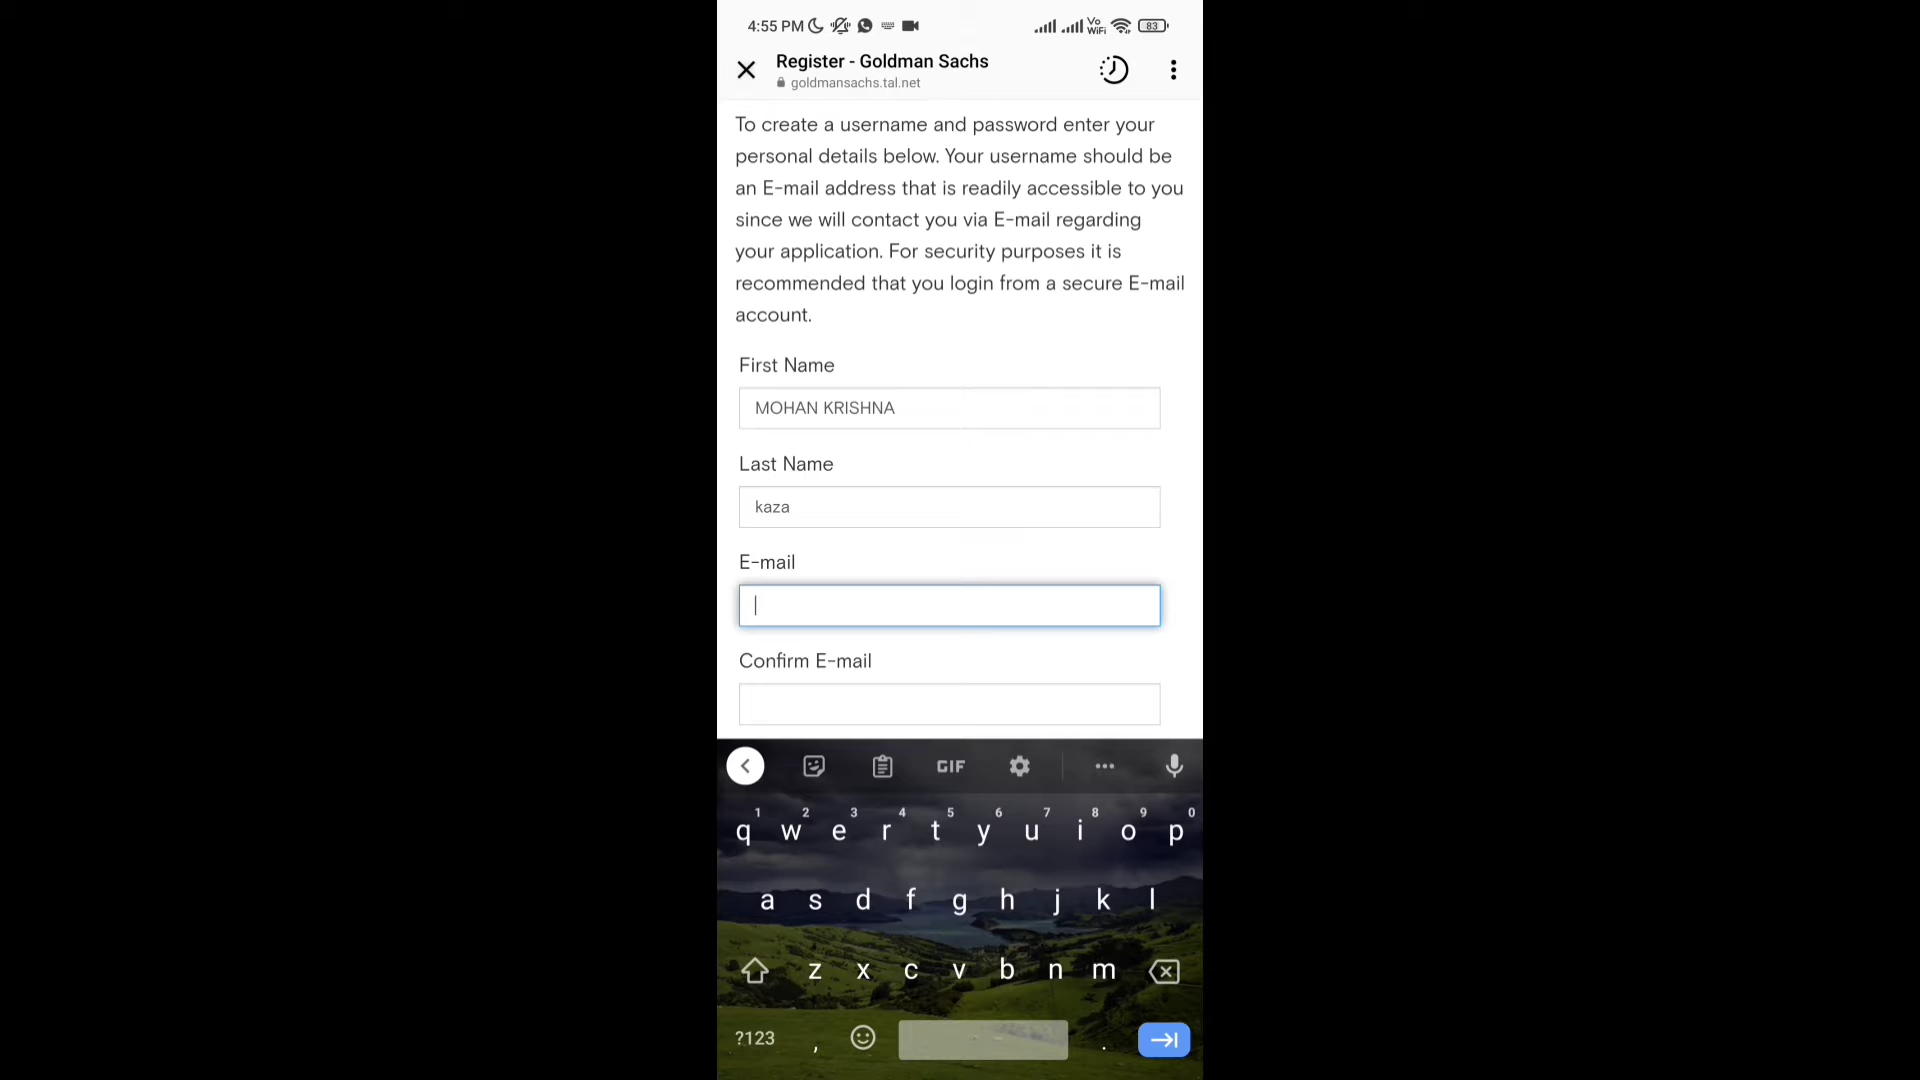 4:55 PM
Vo
WiFi
83
Register - Goldman Sachs
goldmansachs.tal.net
To create a username and password enter your
personal details below. Your username should be
an E-mail address that is readily accessible to you
since we will contact you via E-mail regarding
your application. For security purposes it is
recommended that you login from a secure E-mail
account.
First Name
MOHAN KRISHNA
Last Name
kaza
E-mail
Confirm E-mail
GIF
1 2 3 4 5 6 7 8 9 0
q w e r t y u i o p
a s d f g h j k l
z x c v b n m
?123 , .